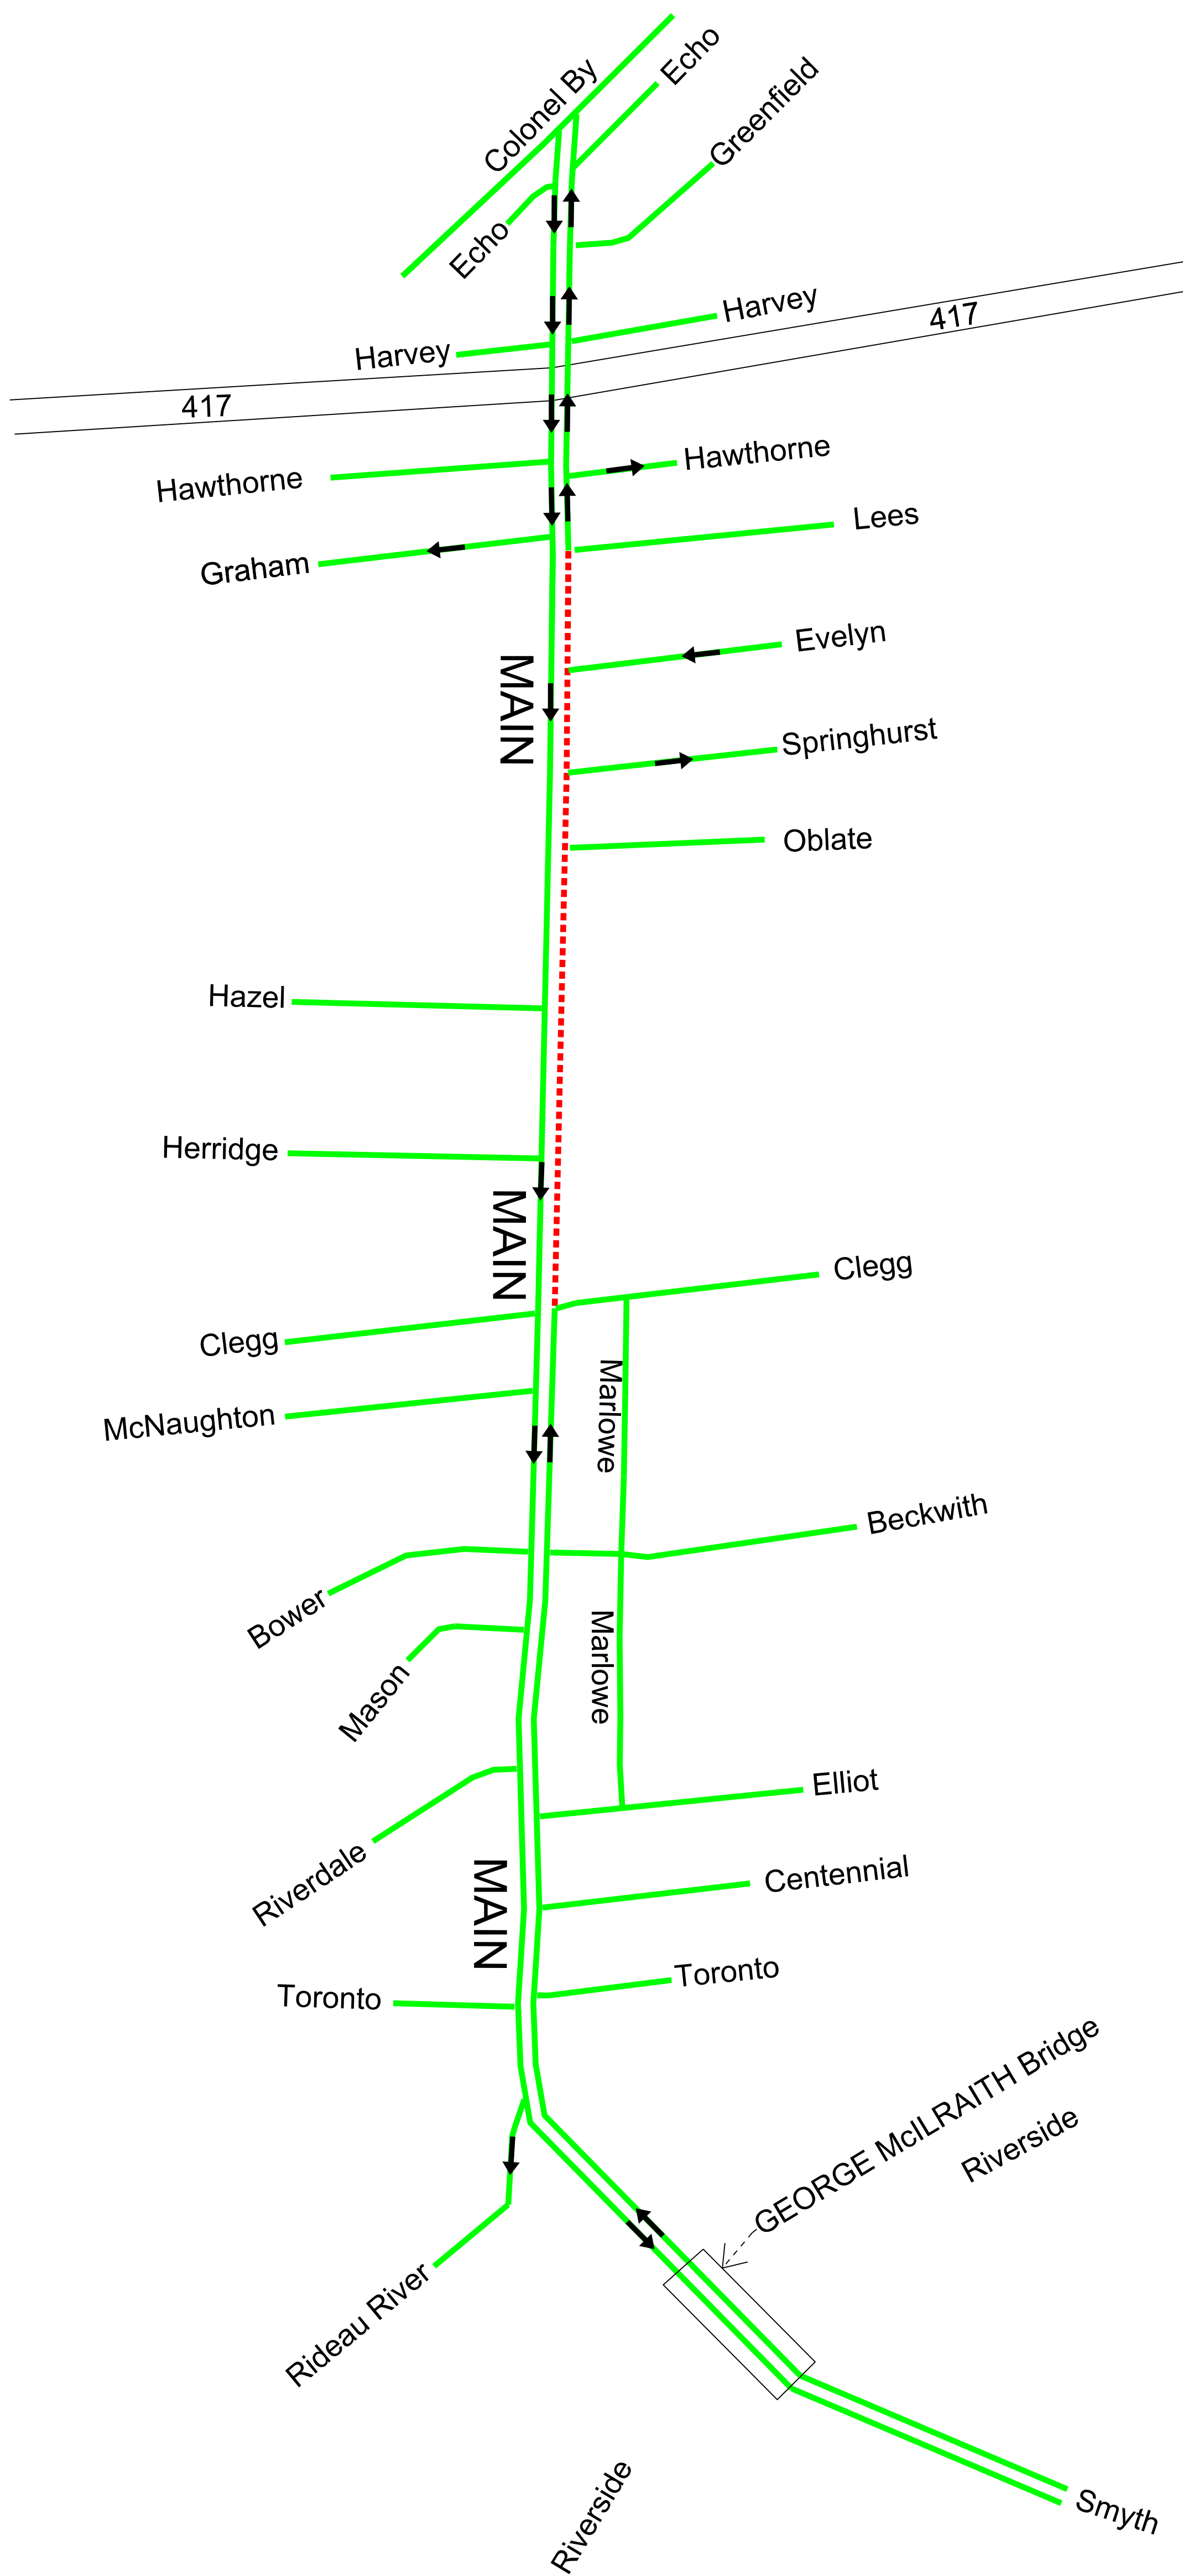 Colonel By
Echo
Greenfield
Echo
Harvey
417
Harvey
417
Hawthorne
Hawthorne
Lees
Graham
Evelyn
MAIN
Springhurst
Oblate
Hazel
Herridge
MAIN
Clegg
Clegg
Marlowe
McNaughton
Beckwith
Bower
Marlowe
Mason
Elliot
Riverdale
Centennial
MAIN
Toronto
Toronto
GEORGE McILRAITH Bridge
Riverside
Rideau River
Smyth
Riverside